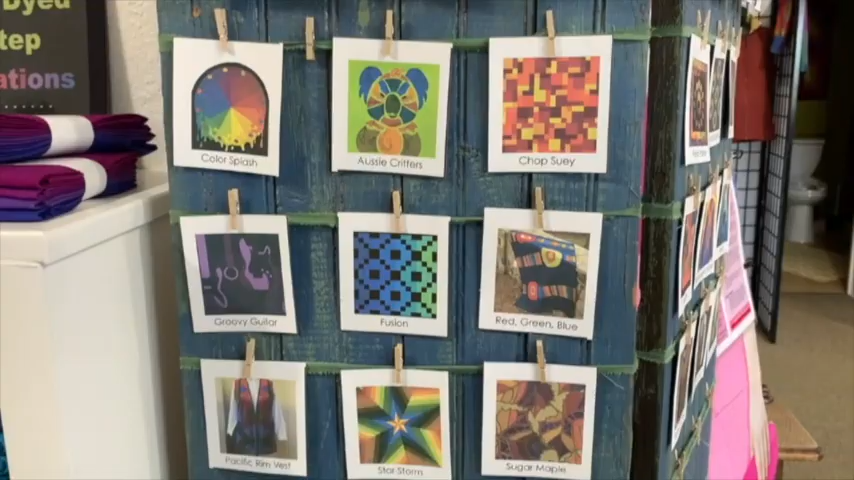 Dyed
Step
ations
Color Splash
Aussie Critters
Chop Suey
Groovy Guitar
Fusion
Red, Green, Blue
Pacific Rim Vest
Star Storm
Sugar Maple